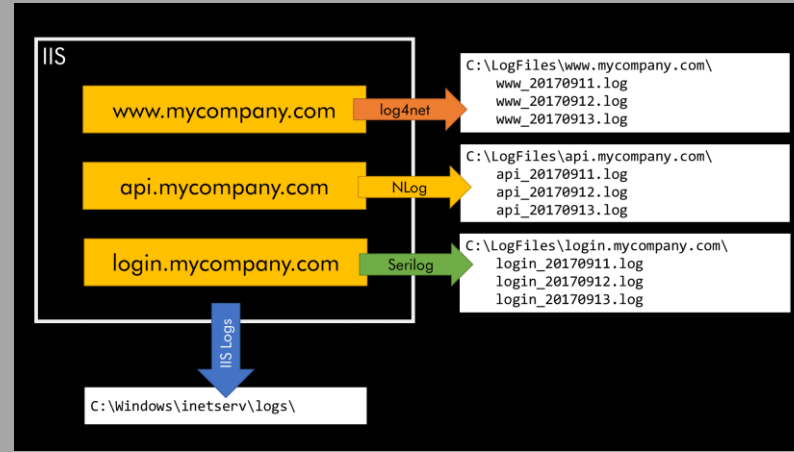 IIS
www.mycompany.com
log4net
C:\LogFiles\www.mycompany.com\
www_20170911.log
www_20170912.log
www_20170913.log
api.mycompany.com
NLog
C:\LogFiles\api.mycompany.com\
api_20170911.log
api_20170912.log
api_20170913.log
login.mycompany.com
Serilog
C:\LogFiles\login.mycompany.com\
login_20170911.log
login_20170912.log
login_20170913.log
IIS Logs
C:\Windows\inetserv\logs\